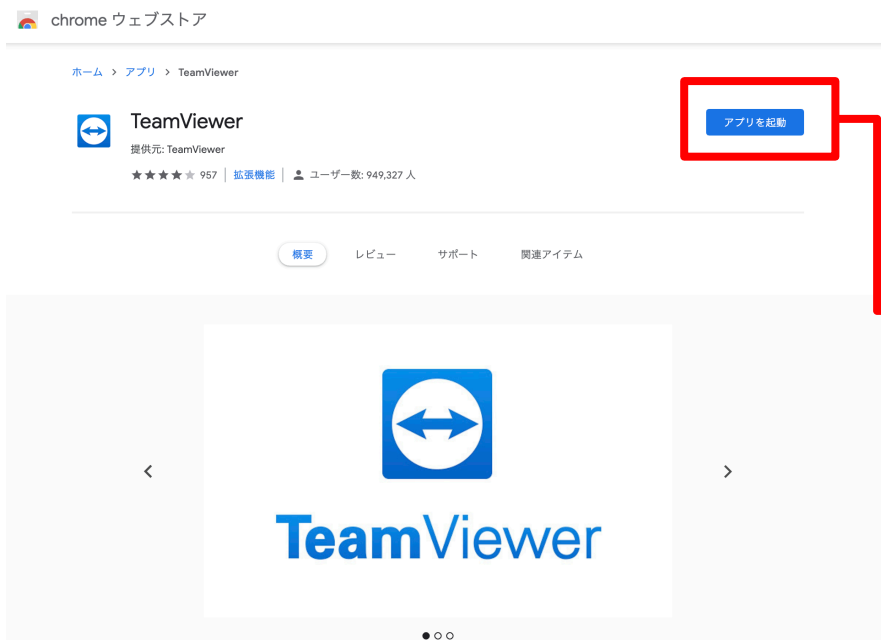 chrome ウェブストア
ホーム > アプリ > TeamViewer
TeamViewer
アプリを起動
提供元: TeamViewer
957 | 拡張機能 | ユーザー数: 949,327 人
概要 レビュー サポート 関連アイテム
TeamViewer